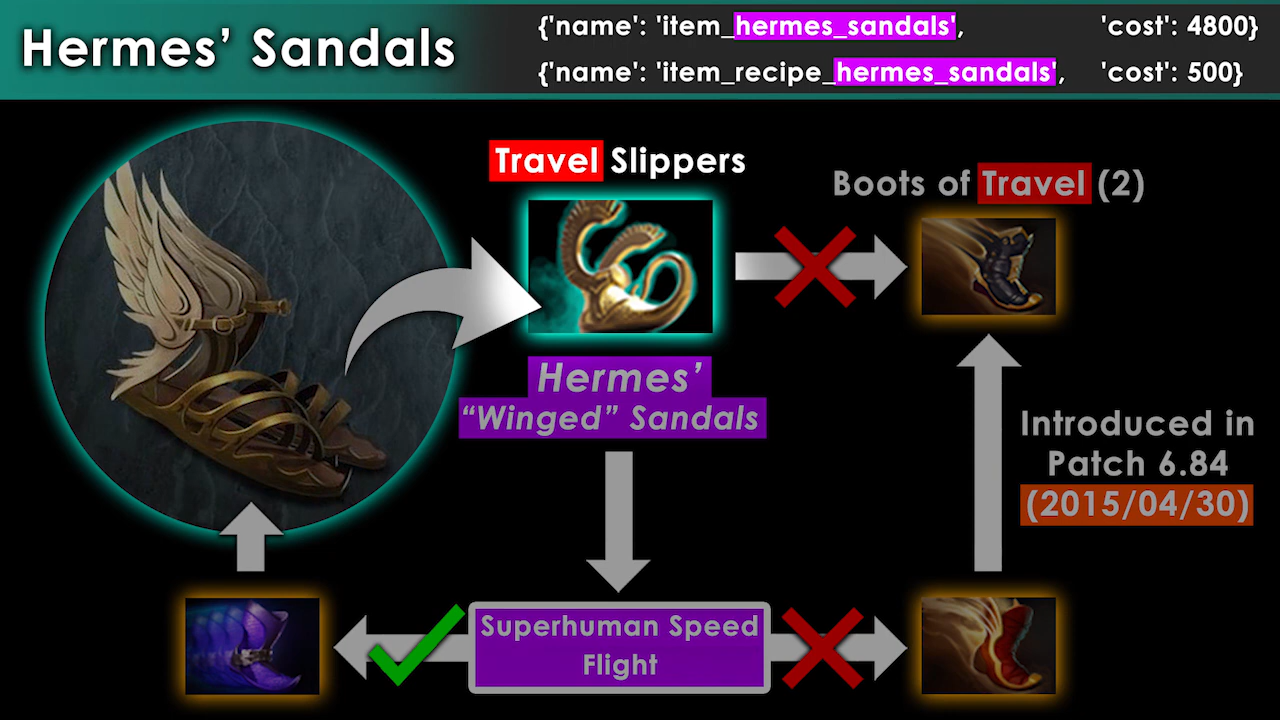 Hermes’ Sandals
{'name': 'item_hermes_sandals', 'cost': 4800}
{'name': 'item_recipe_hermes_sandals', 'cost': 500}
Travel Slippers
Boots of Travel (2)
Hermes’
“Winged” Sandals
Introduced in
Patch 6.84
(2015/04/30)
Superhuman Speed
Flight